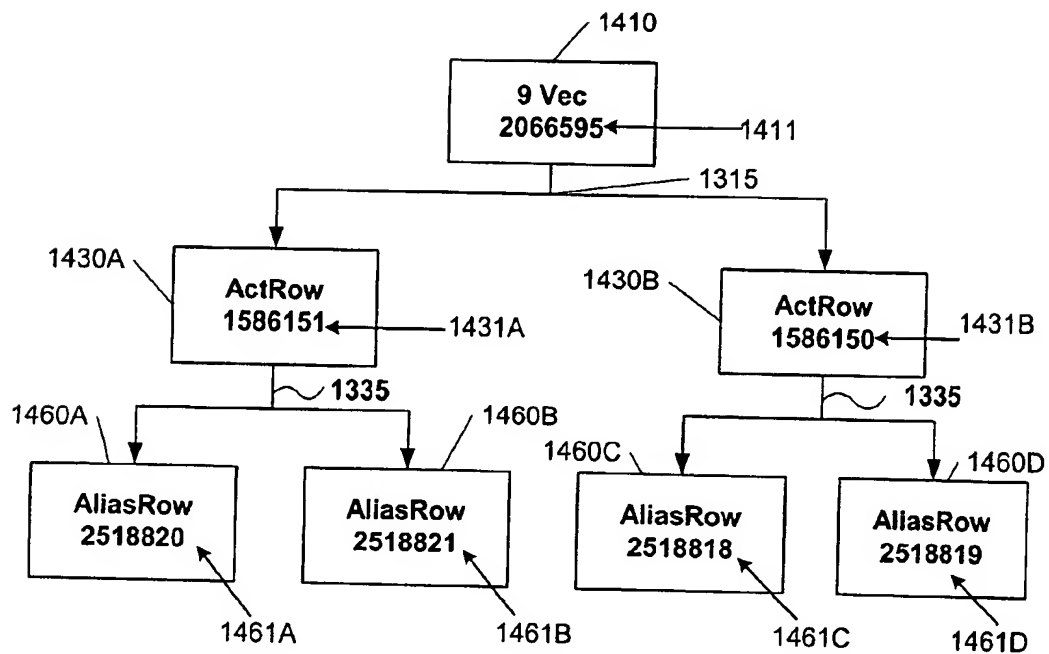 1410
9 Vec
2066595
1411
1315
1430A
ActRow
1586151
1431A
1430B
ActRow
1586150
1431B
1335
1335
1460A
1460B
1460C
1460D
AliasRow
2518820
AliasRow
2518821
AliasRow
2518818
AliasRow
2518819
1461A
1461B
1461C
1461D